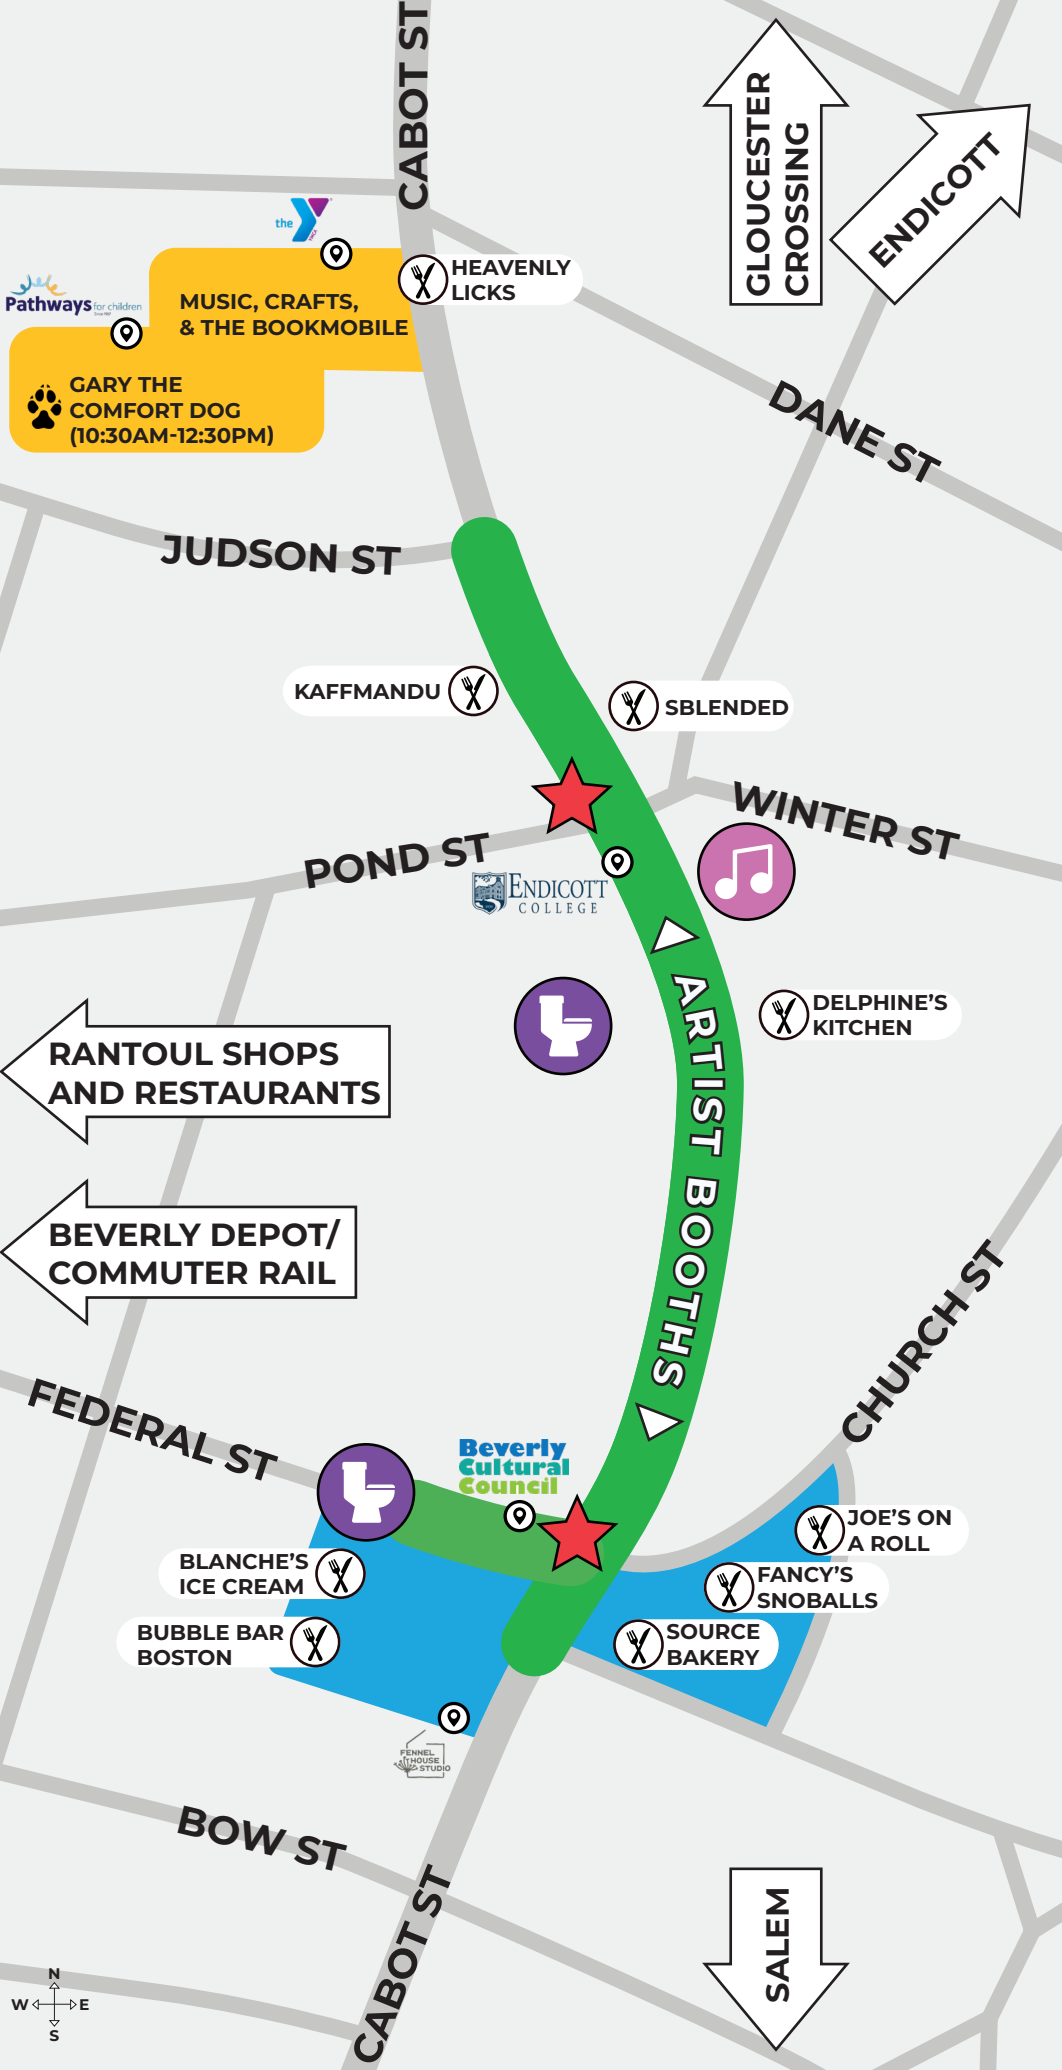 CABOT ST
GLOUCESTER
CROSSING
ENDICOTT
the
YMCA
HEAVENLY
LICKS
Pathways for children
MUSIC, CRAFTS,
& THE BOOKMOBILE
GARY THE
COMFORT DOG
(10:30AM-12:30PM)
DANE ST
JUDSON ST
KAFFMANDU
SBLENDED
WINTER ST
POND ST
ENDICOTT
COLLEGE
ARTIST BOOTHS
DELPHINE'S
KITCHEN
RANTOUL SHOPS
AND RESTAURANTS
BEVERLY DEPOT/
COMMUTER RAIL
CHURCH ST
FEDERAL ST
Beverly
Cultural
Council
JOE'S ON
A ROLL
BLANCHE'S
ICE CREAM
FANCY'S
SNOBALLS
BUBBLE BAR
BOSTON
SOURCE
BAKERY
FENNEL
HOUSE
STUDIO
BOW ST
CABOT ST
SALEM
N
W E
S